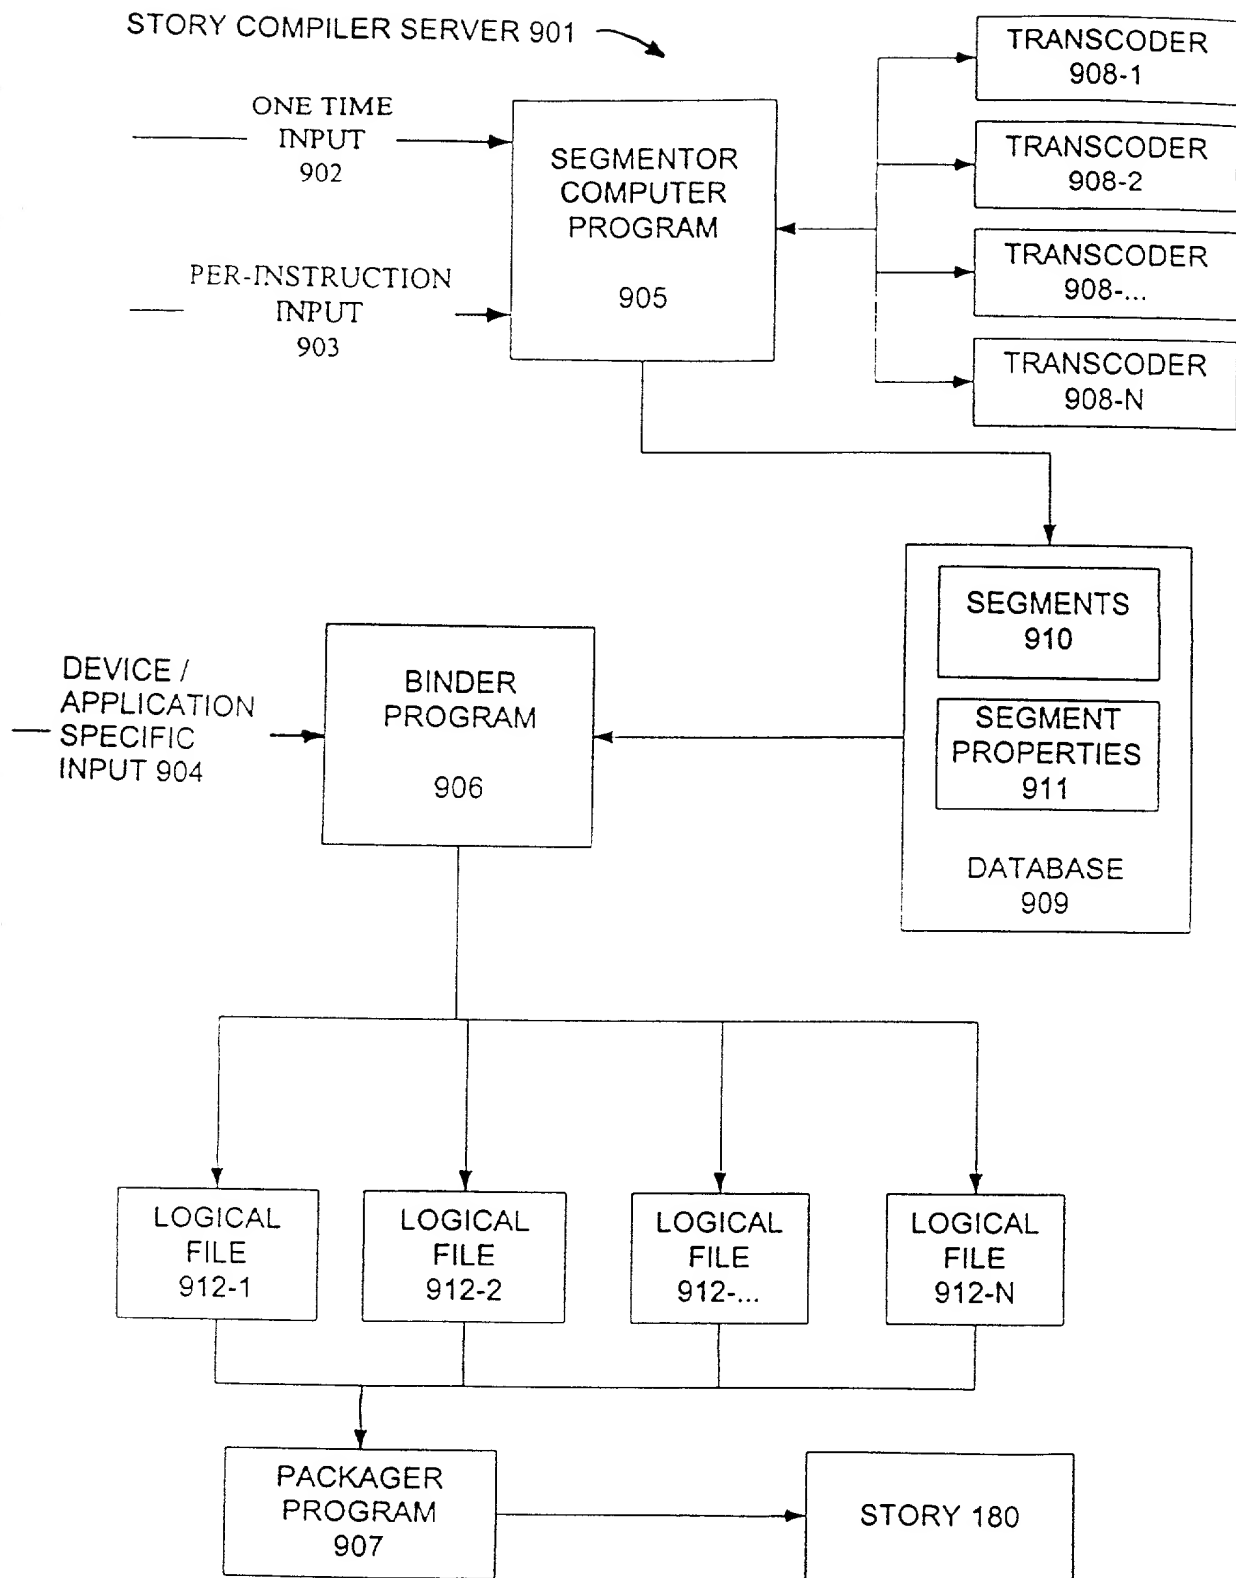 STORY COMPILER SERVER 901
TRANSCODER
908-1
ONE TIME
INPUT
902
SEGMENTOR
COMPUTER
PROGRAM
905
TRANSCODER
908-2
PER-INSTRUCTION
INPUT
903
TRANSCODER
908-...
TRANSCODER
908-N
SEGMENTS
910
SEGMENT
PROPERTIES
911
DATABASE
909
DEVICE /
APPLICATION
SPECIFIC
INPUT 904
BINDER
PROGRAM
906
LOGICAL
FILE
912-1
LOGICAL
FILE
912-2
LOGICAL
FILE
912-...
LOGICAL
FILE
912-N
PACKAGER
PROGRAM
907
STORY 180